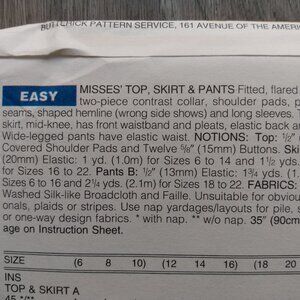 BUTTERICK PATTERN SERVICE, 161 AVENUE OF THE AMERI
EASY
MISSES' TOP, SKIRT & PANTS Fitted, flared
two-piece contrast collar, shoulder pads, p
seams, shaped hemline (wrong side shows) and long sleeves.
skirt, mid-knee, has front waistband and pleats, elastic back a
Wide-legged pants have elastic waist. NOTIONS: Top: ½"
Covered Shoulder Pads and Twelve ⅝" (15mm) Buttons. Ski
(20mm) Elastic: 1 yd. (1.0m) for Sizes 6 to 14 and 1½ yds.
for Sizes 16 to 22. Pants B: ½" (13mm) Elastic: 1¾ yds. (1.
Sizes 6 to 16 and 2¼ yds. (2.1m) for Sizes 18 to 22. FABRICS:
Washed Silk-like Broadcloth and Faille. Unsuitable for obviou
onals, plaids or stripes. Use nap yardages/layouts for pile, s
or one-way design fabrics. * with nap. ** w/o nap. 35" (90cm
age on Instruction Sheet.
SIZE (6 8 10) (12 14 16) (18 20
INS
TOP & SKIRT A
45 */**